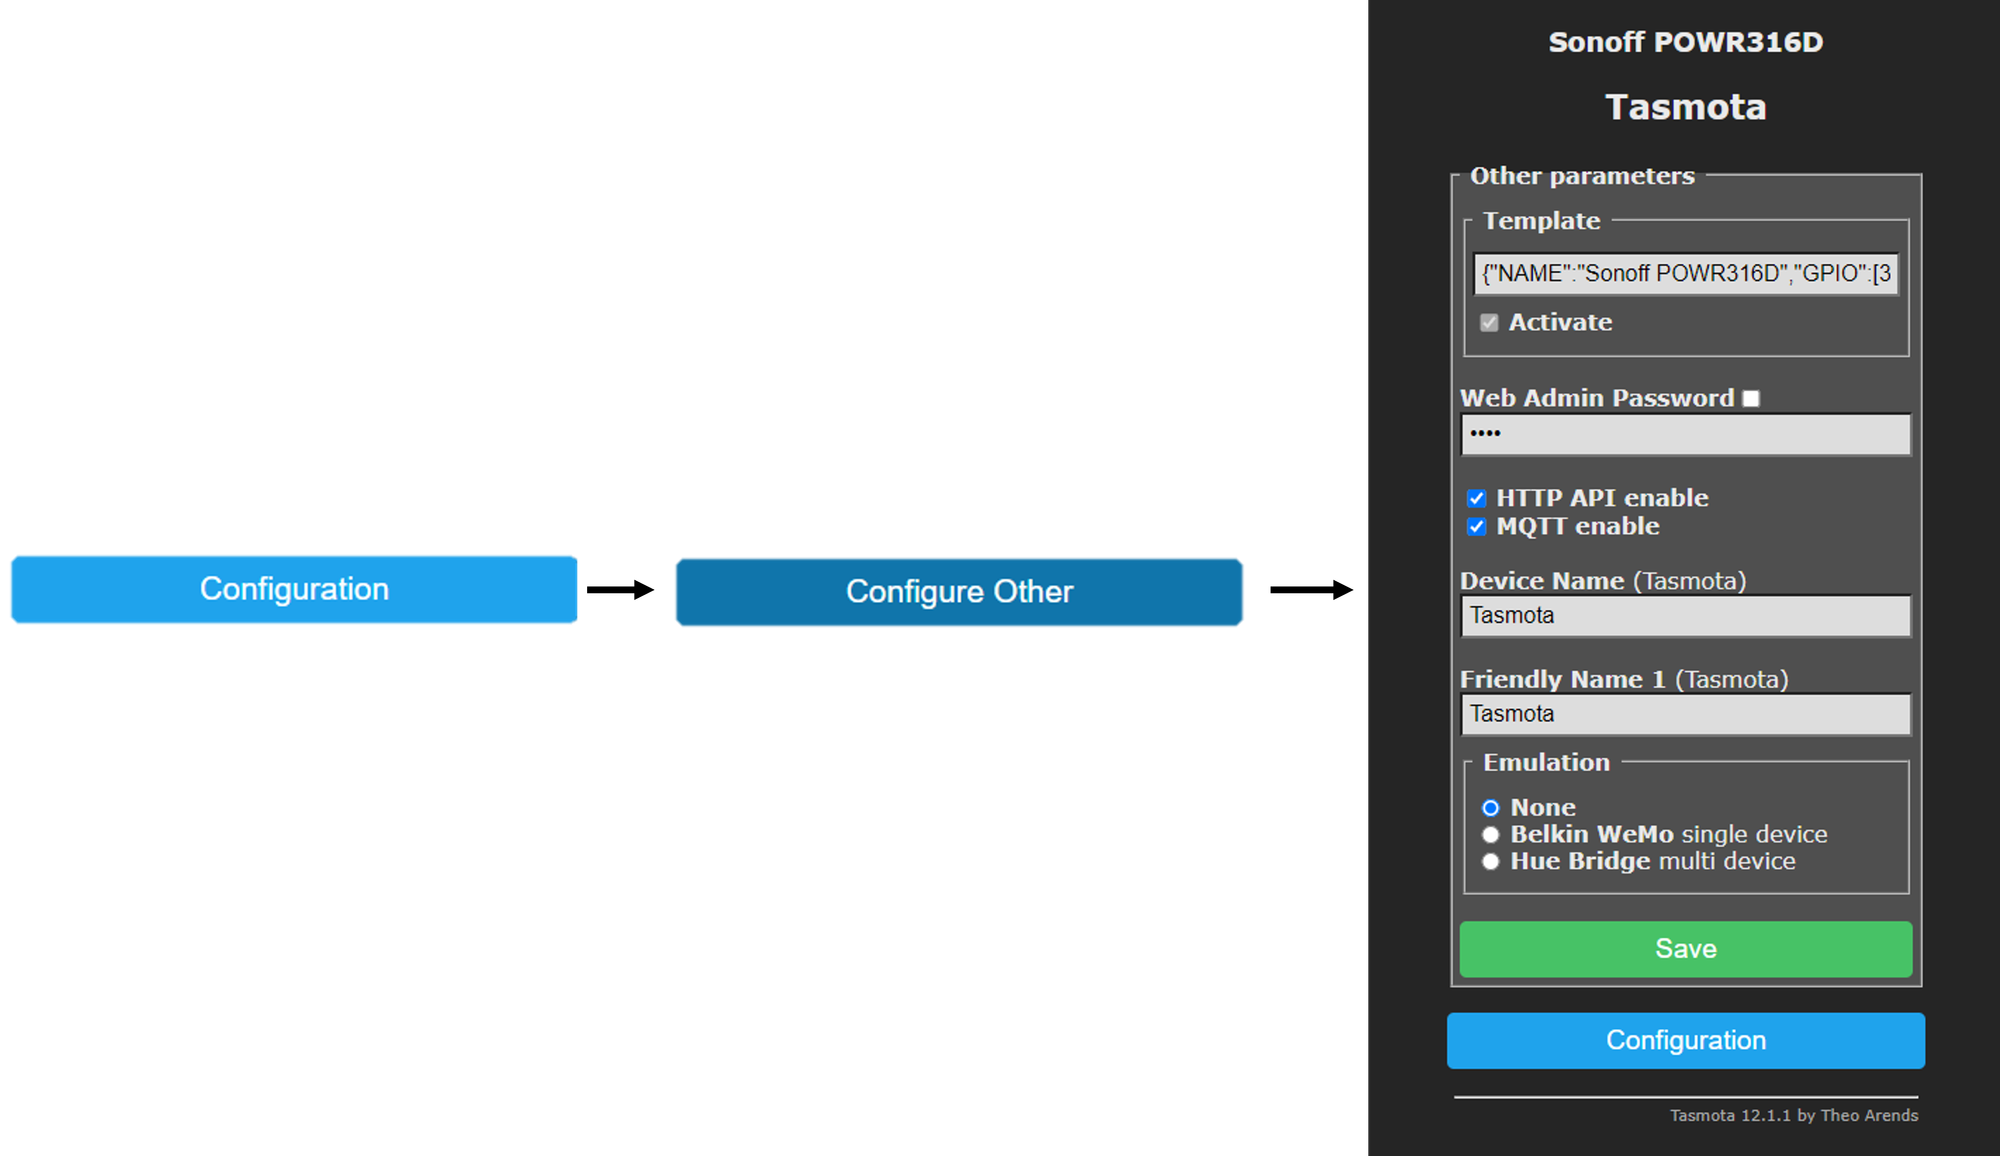 Configuration
Configure Other
Sonoff POWR316D
Tasmota
Other parameters
Template
{"NAME":"Sonoff POWR316D","GPIO":[3
Activate
Web Admin Password
••••
HTTP API enable
MQTT enable
Device Name (Tasmota)
Tasmota
Friendly Name 1 (Tasmota)
Tasmota
Emulation
None
Belkin WeMo single device
Hue Bridge multi device
Save
Configuration
Tasmota 12.1.1 by Theo Arends